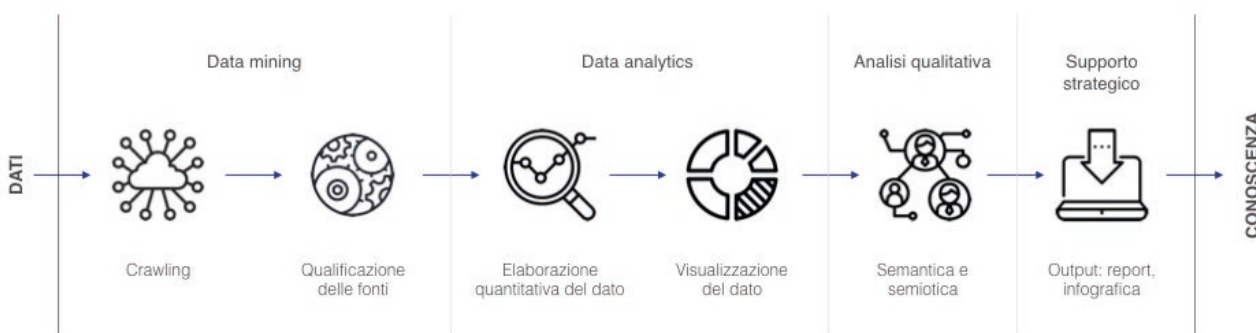 Data mining
Data analytics
Analisi qualitativa
Supporto
strategico
DATI
CONOSCENZA
Crawling
Qualificazione
delle fonti
Elaborazione
quantitativa del dato
Visualizzazione
del dato
Semantica e
semiotica
Output: report,
infografica